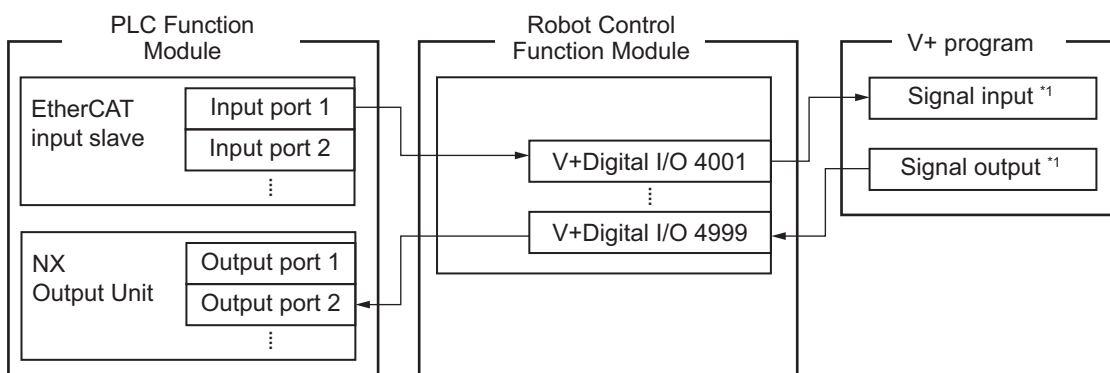 PLC Function
Module
EtherCAT
input slave
Input port 1
Input port 2
NX
Output Unit
Output port 1
Output port 2
Robot Control
Function Module
V+Digital I/O 4001
V+Digital I/O 4999
V+ program
Signal input *1
Signal output *1